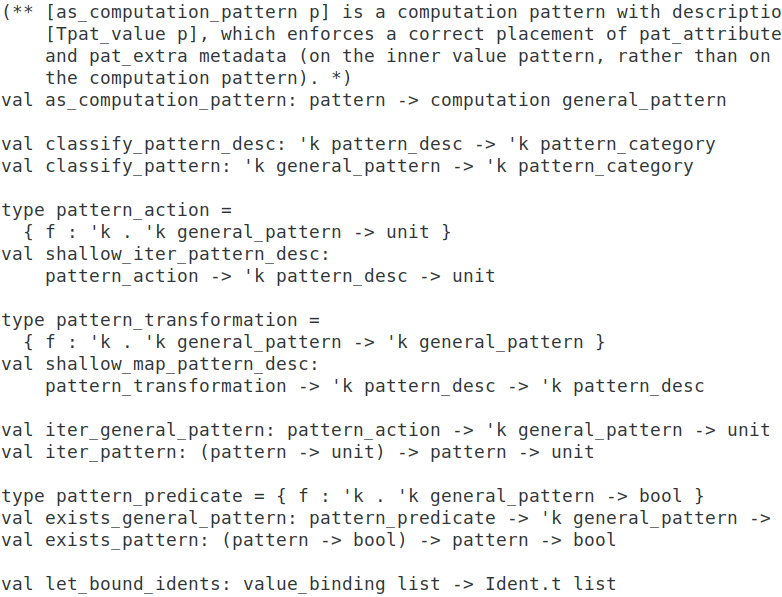 (** [as_computation_pattern p] is a computation pattern with descriptio
    [Tpat_value p], which enforces a correct placement of pat_attribute
    and pat_extra metadata (on the inner value pattern, rather than on
    the computation pattern). *)
val as_computation_pattern: pattern -> computation general_pattern

val classify_pattern_desc: 'k pattern_desc -> 'k pattern_category
val classify_pattern: 'k general_pattern -> 'k pattern_category

type pattern_action =
  { f : 'k . 'k general_pattern -> unit }
val shallow_iter_pattern_desc:
    pattern_action -> 'k pattern_desc -> unit

type pattern_transformation =
  { f : 'k . 'k general_pattern -> 'k general_pattern }
val shallow_map_pattern_desc:
    pattern_transformation -> 'k pattern_desc -> 'k pattern_desc

val iter_general_pattern: pattern_action -> 'k general_pattern -> unit
val iter_pattern: (pattern -> unit) -> pattern -> unit

type pattern_predicate = { f : 'k . 'k general_pattern -> bool }
val exists_general_pattern: pattern_predicate -> 'k general_pattern ->
val exists_pattern: (pattern -> bool) -> pattern -> bool

val let_bound_idents: value_binding list -> Ident.t list